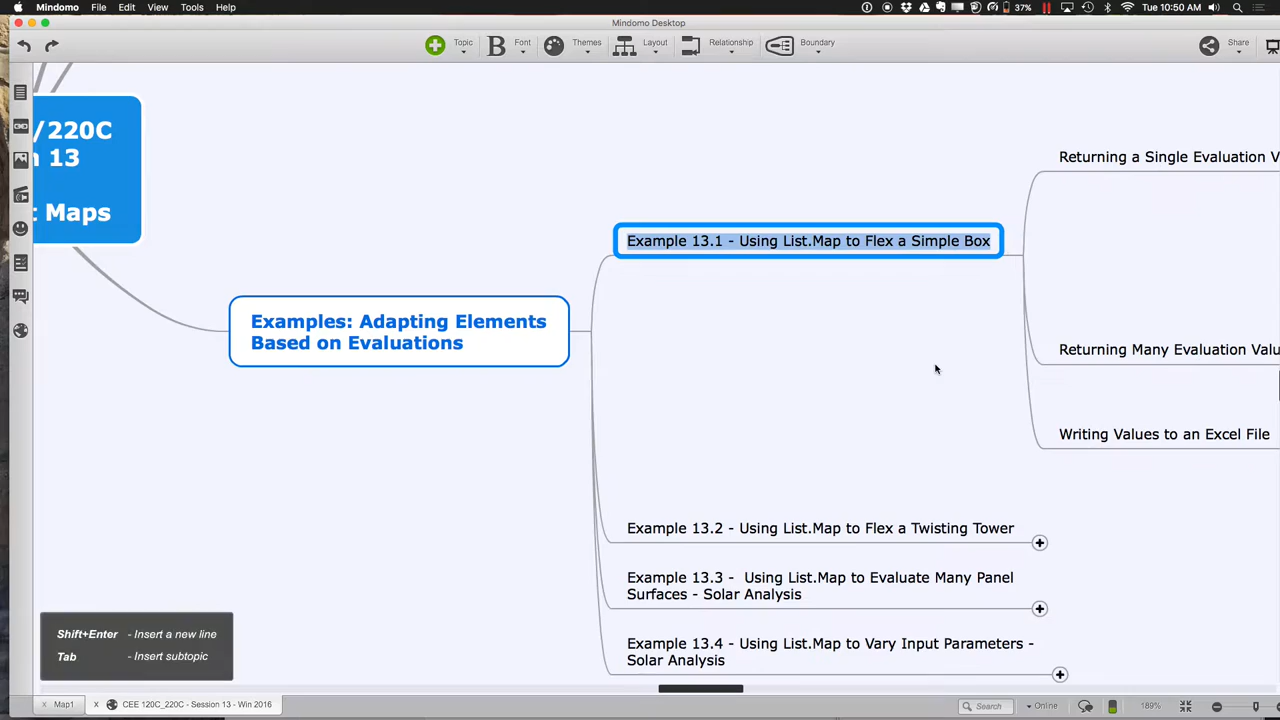 Mindomo File Edit View Tools Help
37% Tue 10:50 AM
Mindomo Desktop
Topic Font Themes Layout Relationship Boundary Share
/220C
n 13
t Maps
Examples: Adapting Elements
Based on Evaluations
Example 13.1 - Using List.Map to Flex a Simple Box
Returning a Single Evaluation V
Returning Many Evaluation Valu
Writing Values to an Excel File
Example 13.2 - Using List.Map to Flex a Twisting Tower
Example 13.3 - Using List.Map to Evaluate Many Panel
Surfaces - Solar Analysis
Example 13.4 - Using List.Map to Vary Input Parameters -
Solar Analysis
Shift+Enter - Insert a new line
Tab - Insert subtopic
x Map1 x CEE 120C_220C - Session 13 - Win 2016
Search Online 189%